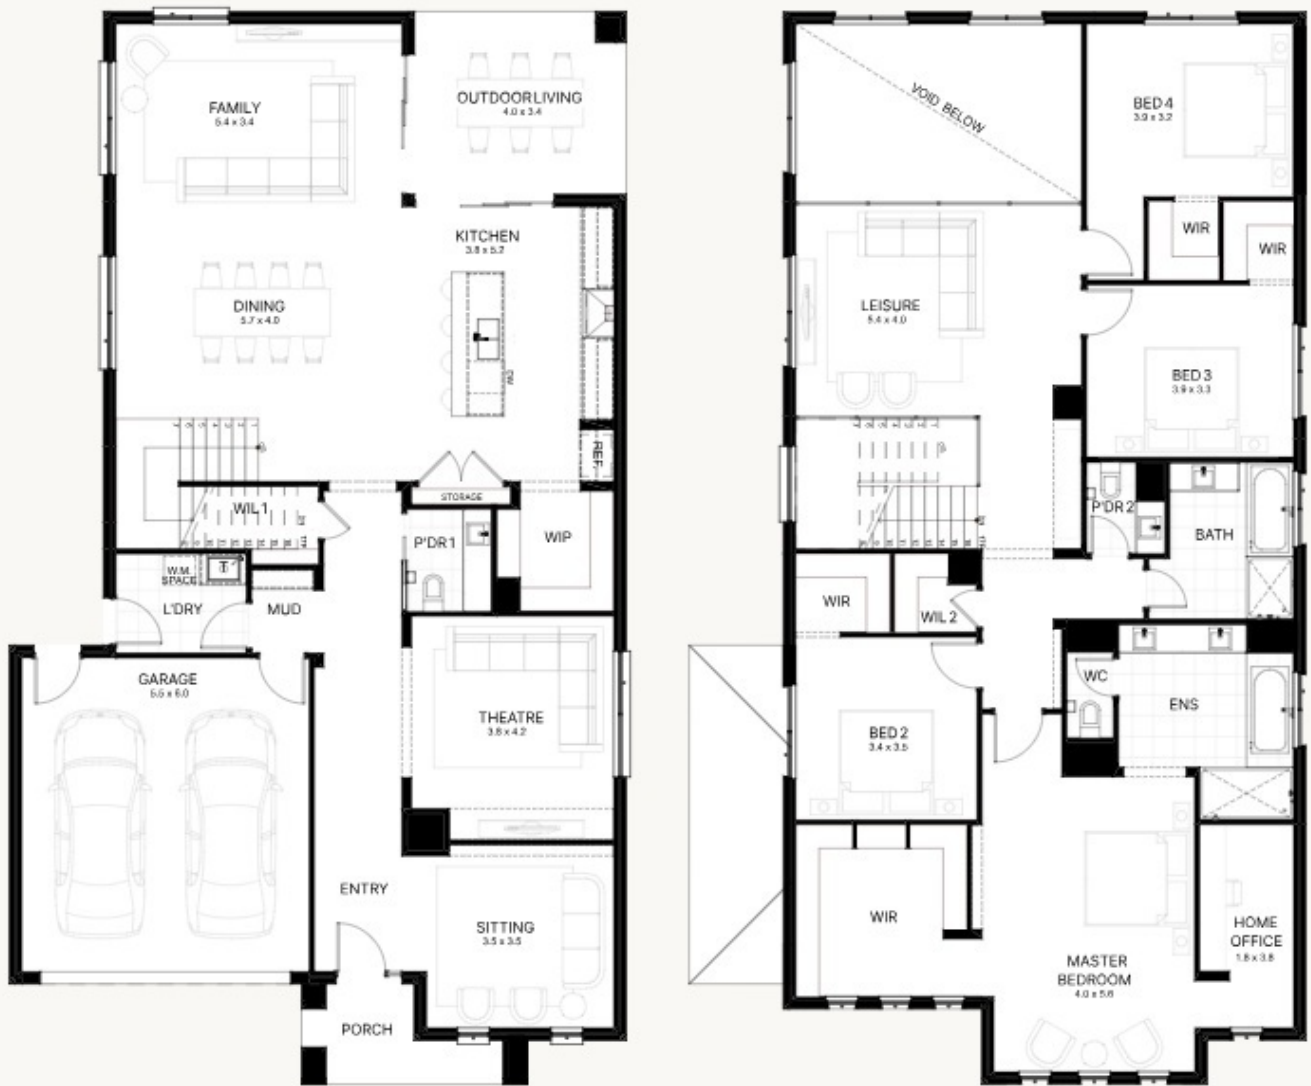 FAMILY
5.4 x 3.4
OUTDOOR LIVING
4.0 x 3.4
KITCHEN
3.8 x 5.2
DINING
5.7 x 4.0
DW
REF.
STORAGE
WIL 1
P'DR 1
WIP
W.M.
SPACE
L'DRY
MUD
GARAGE
5.5 x 6.0
THEATRE
3.8 x 4.2
ENTRY
SITTING
3.5 x 3.5
PORCH
VOID BELOW
BED 4
3.9 x 3.2
WIR
WIR
LEISURE
5.4 x 4.0
BED 3
3.9 x 3.3
P'DR 2
BATH
WIR
WIL 2
WC
ENS
BED 2
3.4 x 3.5
WIR
HOME
OFFICE
1.8 x 3.8
MASTER
BEDROOM
4.0 x 5.6